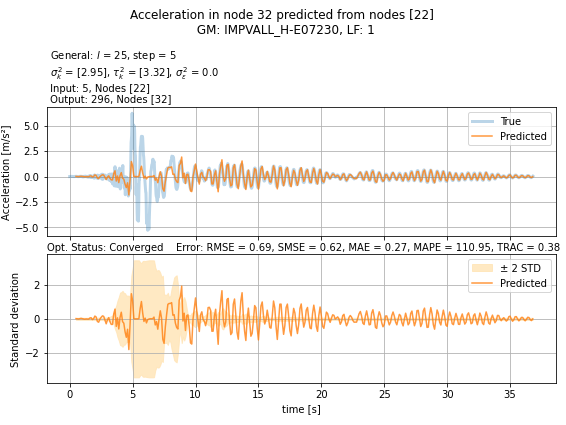 Acceleration in node 32 predicted from nodes [22]
GM: IMPVALL_H-E07230, LF: 1
General: l = 25, step = 5
σ²ₖ = [2.95], τ²ₖ = [3.32], σ²ε = 0.0
Input: 5, Nodes [22]
Output: 296, Nodes [32]
Acceleration [m/s²]
5.0
2.5
0.0
−2.5
−5.0
True
Predicted
Opt. Status: Converged Error: RMSE = 0.69, SMSE = 0.62, MAE = 0.27, MAPE = 110.95, TRAC = 0.38
Standard deviation
2
0
−2
± 2 STD
Predicted
0 5 10 15 20 25 30 35
time [s]